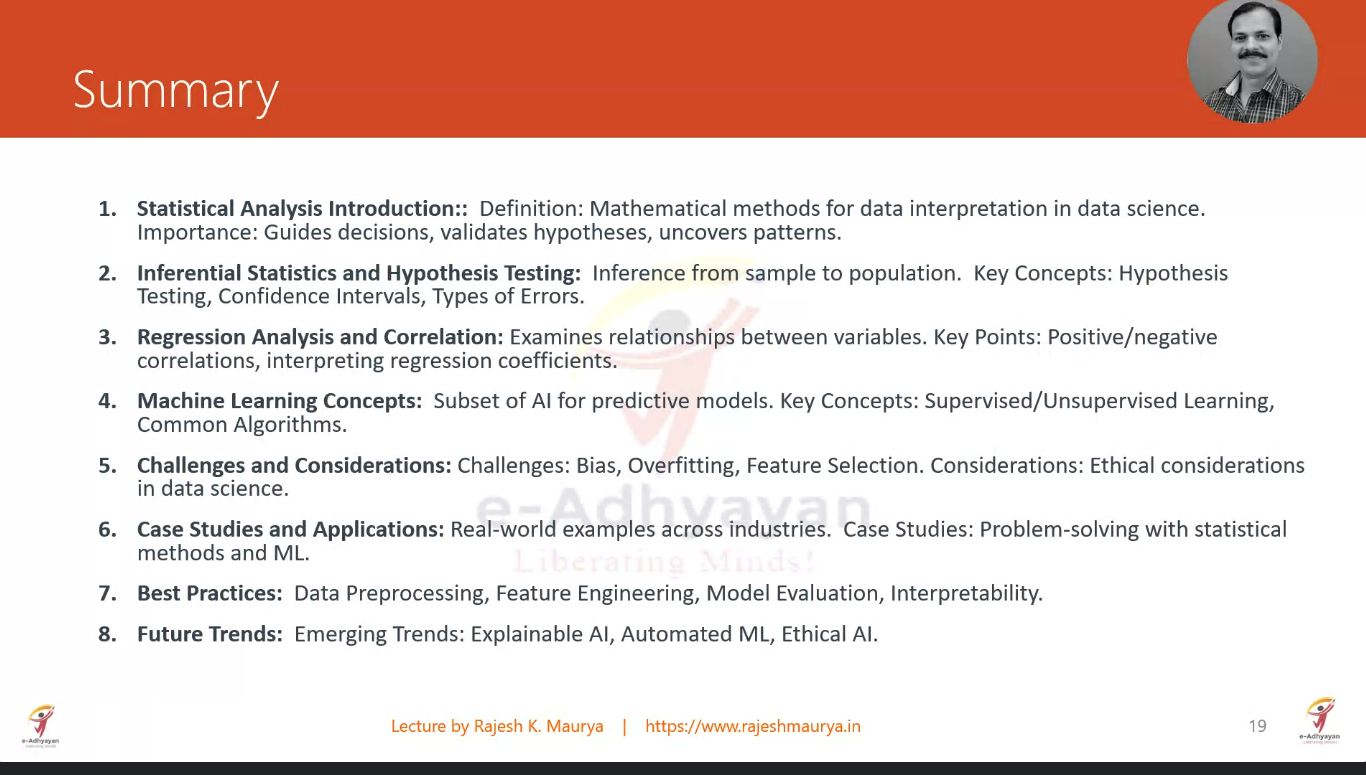 Summary
1. Statistical Analysis Introduction:: Definition: Mathematical methods for data interpretation in data science.
Importance: Guides decisions, validates hypotheses, uncovers patterns.
2. Inferential Statistics and Hypothesis Testing: Inference from sample to population. Key Concepts: Hypothesis
Testing, Confidence Intervals, Types of Errors.
3. Regression Analysis and Correlation: Examines relationships between variables. Key Points: Positive/negative
correlations, interpreting regression coefficients.
4. Machine Learning Concepts: Subset of AI for predictive models. Key Concepts: Supervised/Unsupervised Learning,
Common Algorithms.
5. Challenges and Considerations: Challenges: Bias, Overfitting, Feature Selection. Considerations: Ethical considerations
in data science.
e-Adhyayan
6. Case Studies and Applications: Real-world examples across industries. Case Studies: Problem-solving with statistical
methods and ML.
Liberating Minds!
7. Best Practices: Data Preprocessing, Feature Engineering, Model Evaluation, Interpretability.
8. Future Trends: Emerging Trends: Explainable AI, Automated ML, Ethical AI.
e-Adhyayan
Liberating Minds!
Lecture by Rajesh K. Maurya | https://www.rajeshmaurya.in
19
e-Adhyayan
Liberating Minds!